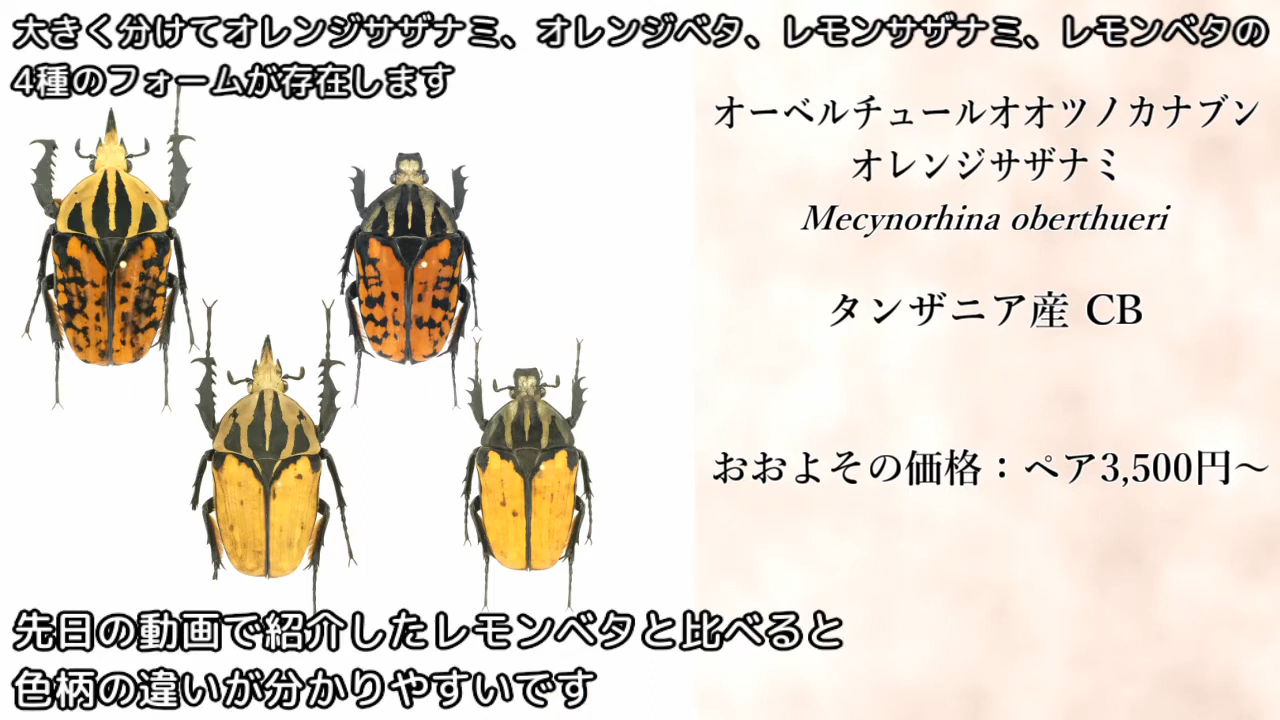 大きく分けてオレンジサザナミ、オレンジベタ、レモンサザナミ、レモンベタの
4種のフォームが存在します
オーベルチュールオオツノカナブン
オレンジサザナミ
Mecynorhina oberthueri
タンザニア産 CB
おおよその価格：ペア3,500円～
先日の動画で紹介したレモンベタと比べると
色柄の違いが分かりやすいです